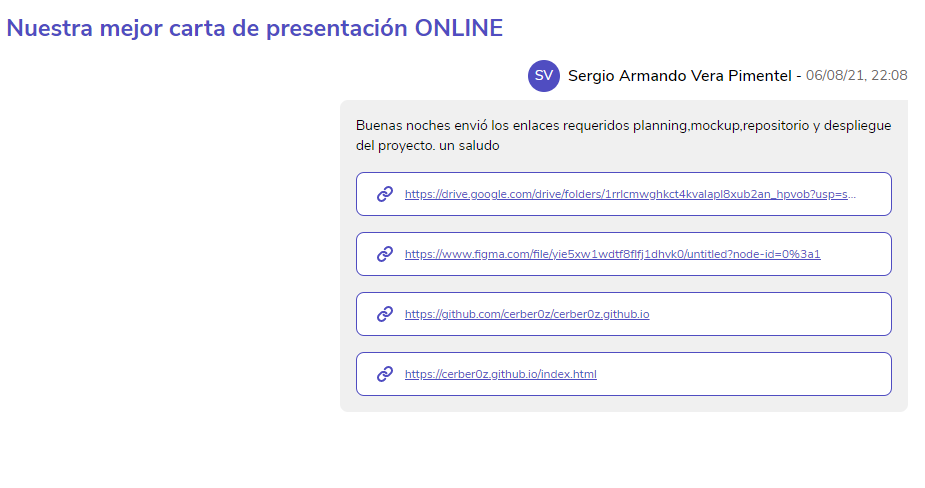 Nuestra mejor carta de presentación ONLINE
SV Sergio Armando Vera Pimentel - 06/08/21, 22:08
Buenas noches envió los enlaces requeridos planning,mockup,repositorio y despliegue
del proyecto. un saludo
https://drive.google.com/drive/folders/1rrlcmwghkct4kvalapl8xub2an_hpvob?usp=s...
https://www.figma.com/file/yie5xw1wdtf8flfj1dhvk0/untitled?node-id=0%3a1
https://github.com/cerber0z/cerber0z.github.io
https://cerber0z.github.io/index.html